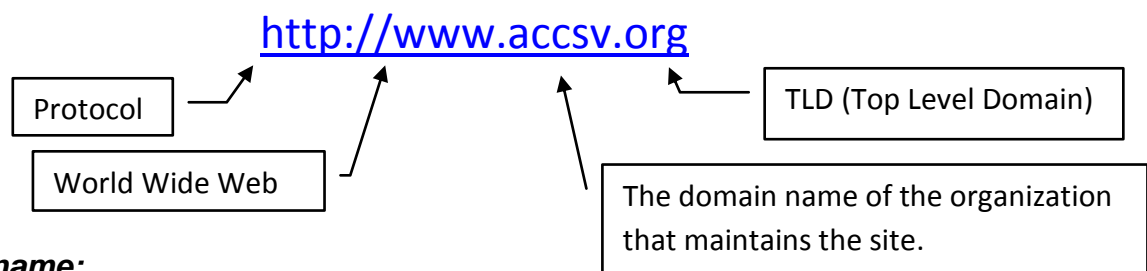 http://www.accsv.org
Protocol
TLD (Top Level Domain)
World Wide Web
The domain name of the organization
that maintains the site.
name: